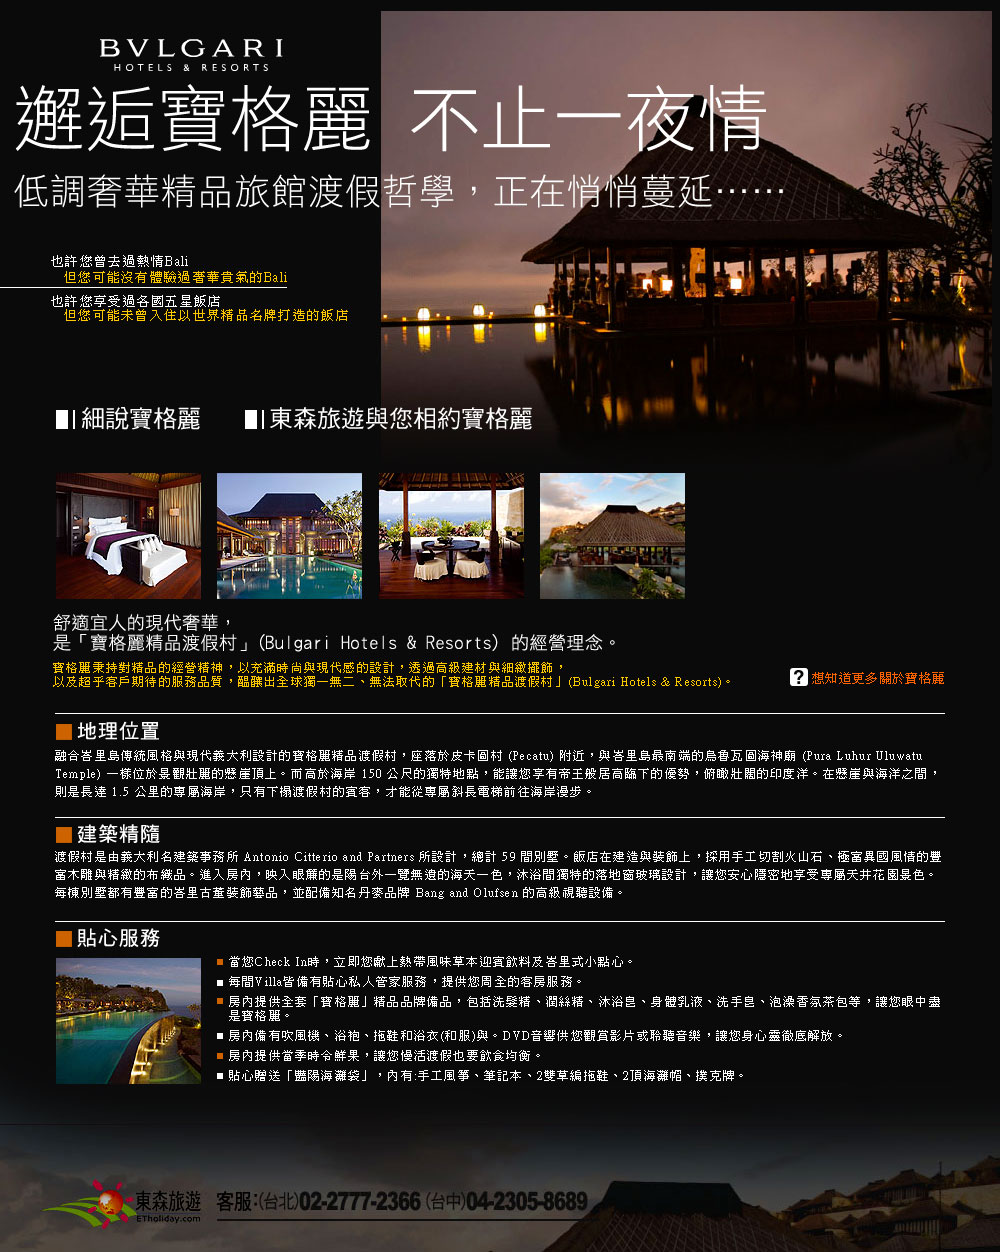 BVLGARI
HOTELS & RESORTS
邂逅寶格麗 不止一夜情
低調奢華精品旅館渡假哲學，正在悄悄蔓延……
也許您曾去過熱情Bali
但您可能沒有體驗過奢華貴氣的Bali
也許您享受過各國五星飯店
但您可能未曾入住以世界精品名牌打造的飯店
細說寶格麗
東森旅遊與您相約寶格麗
舒適宜人的現代奢華，
是「寶格麗精品渡假村」(Bulgari Hotels & Resorts) 的經營理念。
寶格麗秉持對精品的經營精神，以充滿時尚與現代感的設計，透過高級建材與細緻擺飾，
以及超乎客戶期待的服務品質，醞釀出全球獨一無二、無法取代的「寶格麗精品渡假村」(Bulgari Hotels & Resorts)。
? 想知道更多關於寶格麗
地理位置
融合峇里島傳統風格與現代義大利設計的寶格麗精品渡假村，座落於皮卡圖村 (Pecatu) 附近，與峇里島最南端的烏魯瓦圖海神廟 (Pura Luhur Uluwatu
Temple) 一樣位於景觀壯麗的懸崖頂上。而高於海岸 150 公尺的獨特地點，能讓您享有帝王般居高臨下的優勢，俯瞰壯闊的印度洋。在懸崖與海洋之間，
則是長達 1.5 公里的專屬海岸，只有下榻渡假村的賓客，才能從專屬斜長電梯前往海岸漫步。
建築精隨
渡假村是由義大利名建築事務所 Antonio Citterio and Partners 所設計，總計 59 間別墅。飯店在建造與裝飾上，採用手工切割火山石、極富異國風情的豐
富木雕與精緻的布織品。進入房內，映入眼簾的是陽台外一覽無遺的海天一色，沐浴間獨特的落地窗玻璃設計，讓您安心隱密地享受專屬天井花園景色。
每棟別墅都有豐富的峇里古董裝飾藝品，並配備知名丹麥品牌 Bang and Olufsen 的高級視聽設備。
貼心服務
當您Check In時，立即您獻上熱帶風味草本迎賓飲料及峇里式小點心。
每間Villa皆備有貼心私人管家服務，提供您周全的客房服務。
房內提供全套「寶格麗」精品品牌備品，包括洗髮精、潤絲精、沐浴皂、身體乳液、洗手皂、泡澡香氛茶包等，讓您眼中盡
是寶格麗。
房內備有吹風機、浴袍、拖鞋和浴衣(和服)與。DVD音響供您觀賞影片或聆聽音樂，讓您身心靈徹底解放。
房內提供當季時令鮮果，讓您慢活渡假也要飲食均衡。
貼心贈送「豔陽海灘袋」，內有:手工風箏、筆記本、2雙草編拖鞋、2頂海灘帽、撲克牌。
東森旅遊 客服:(台北)02-2777-2366 (台中)04-2305-8689
ETholiday.com